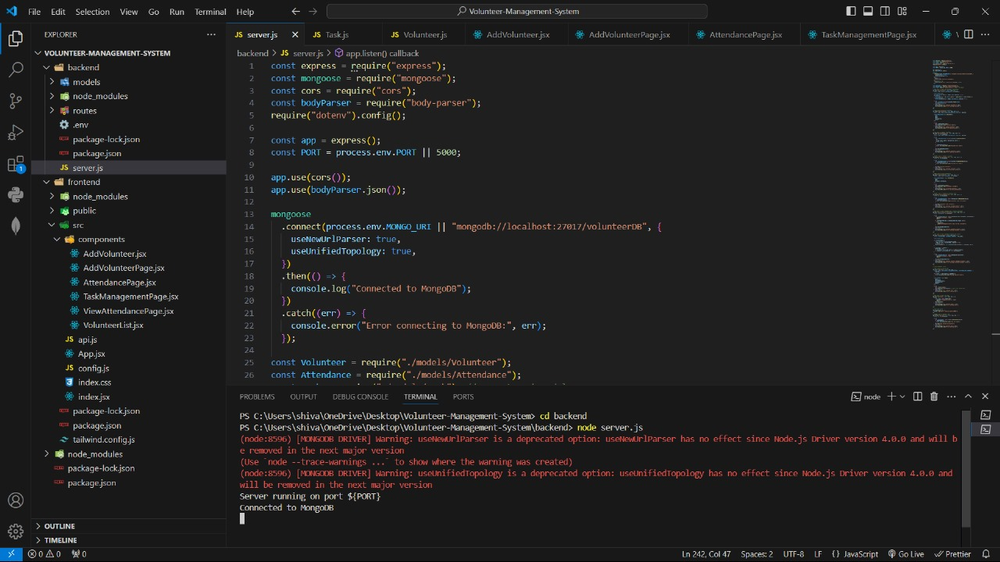 File Edit Selection View Go Run Terminal Help
Volunteer-Management-System
EXPLORER
VOLUNTEER-MANAGEMENT-SYSTEM
backend
models
node_modules
routes
.env
package-lock.json
package.json
JS server.js
frontend
node_modules
public
src
components
AddVolunteer.jsx
AddVolunteerPage.jsx
AttendancePage.jsx
TaskManagementPage.jsx
ViewAttendancePage.jsx
VolunteerList.jsx
JS api.js
App.jsx
JS config.js
index.css
index.jsx
package-lock.json
package.json
tailwind.config.js
node_modules
package-lock.json
package.json
OUTLINE
TIMELINE
1
JS server.js JS Task.js JS Volunteer.js AddVolunteer.jsx AddVolunteerPage.jsx AttendancePage.jsx TaskManagementPage.jsx
backend > JS server.js > app.listen() callback
1 const express = require("express");
2 const mongoose = require("mongoose");
3 const cors = require("cors");
4 const bodyParser = require("body-parser");
5 require("dotenv").config();
6
7 const app = express();
8 const PORT = process.env || 5000;
9
10 app.use(cors());
11 app.use(bodyParser.json());
12
13 mongoose
14 .connect(process.env URI || "mongodb://localhost:27017/volunteerDB", {
15 useNewUrlParser: true,
16 useUnifiedTopology: true,
17 })
18 .then(() => {
19 console.log("Connected to MongoDB");
20 })
21 .catch((err) => {
22 console.error("Error connecting to MongoDB:", err);
23 });
24
25 const Volunteer = require("./models/Volunteer");
26 const Attendance = require("./models/Attendance");
PROBLEMS OUTPUT DEBUG CONSOLE TERMINAL PORTS
node
PS C:\Users\shiva\OneDrive\Desktop\Volunteer-Management-System> cd backend
PS C:\Users\shiva\OneDrive\Desktop\Volunteer-Management-System\backend> node server.js
(node:8596) [MONGODB DRIVER] Warning: useNewUrlParser is a deprecated option: useNewUrlParser has no effect since Node.js Driver version 4.0.0 and will b
e removed in the next major version
(Use `node --trace-warnings ...` to show where the warning was created)
(node:8596) [MONGODB DRIVER] Warning: useUnifiedTopology is a deprecated option: useUnifiedTopology has no effect since Node.js Driver version 4.0.0 and
will be removed in the next major version
Server running on port ${PORT}
Connected to MongoDB
0 0 0 Ln 242, Col 47 Spaces: 2 UTF-8 LF {} JavaScript Go Live Prettier